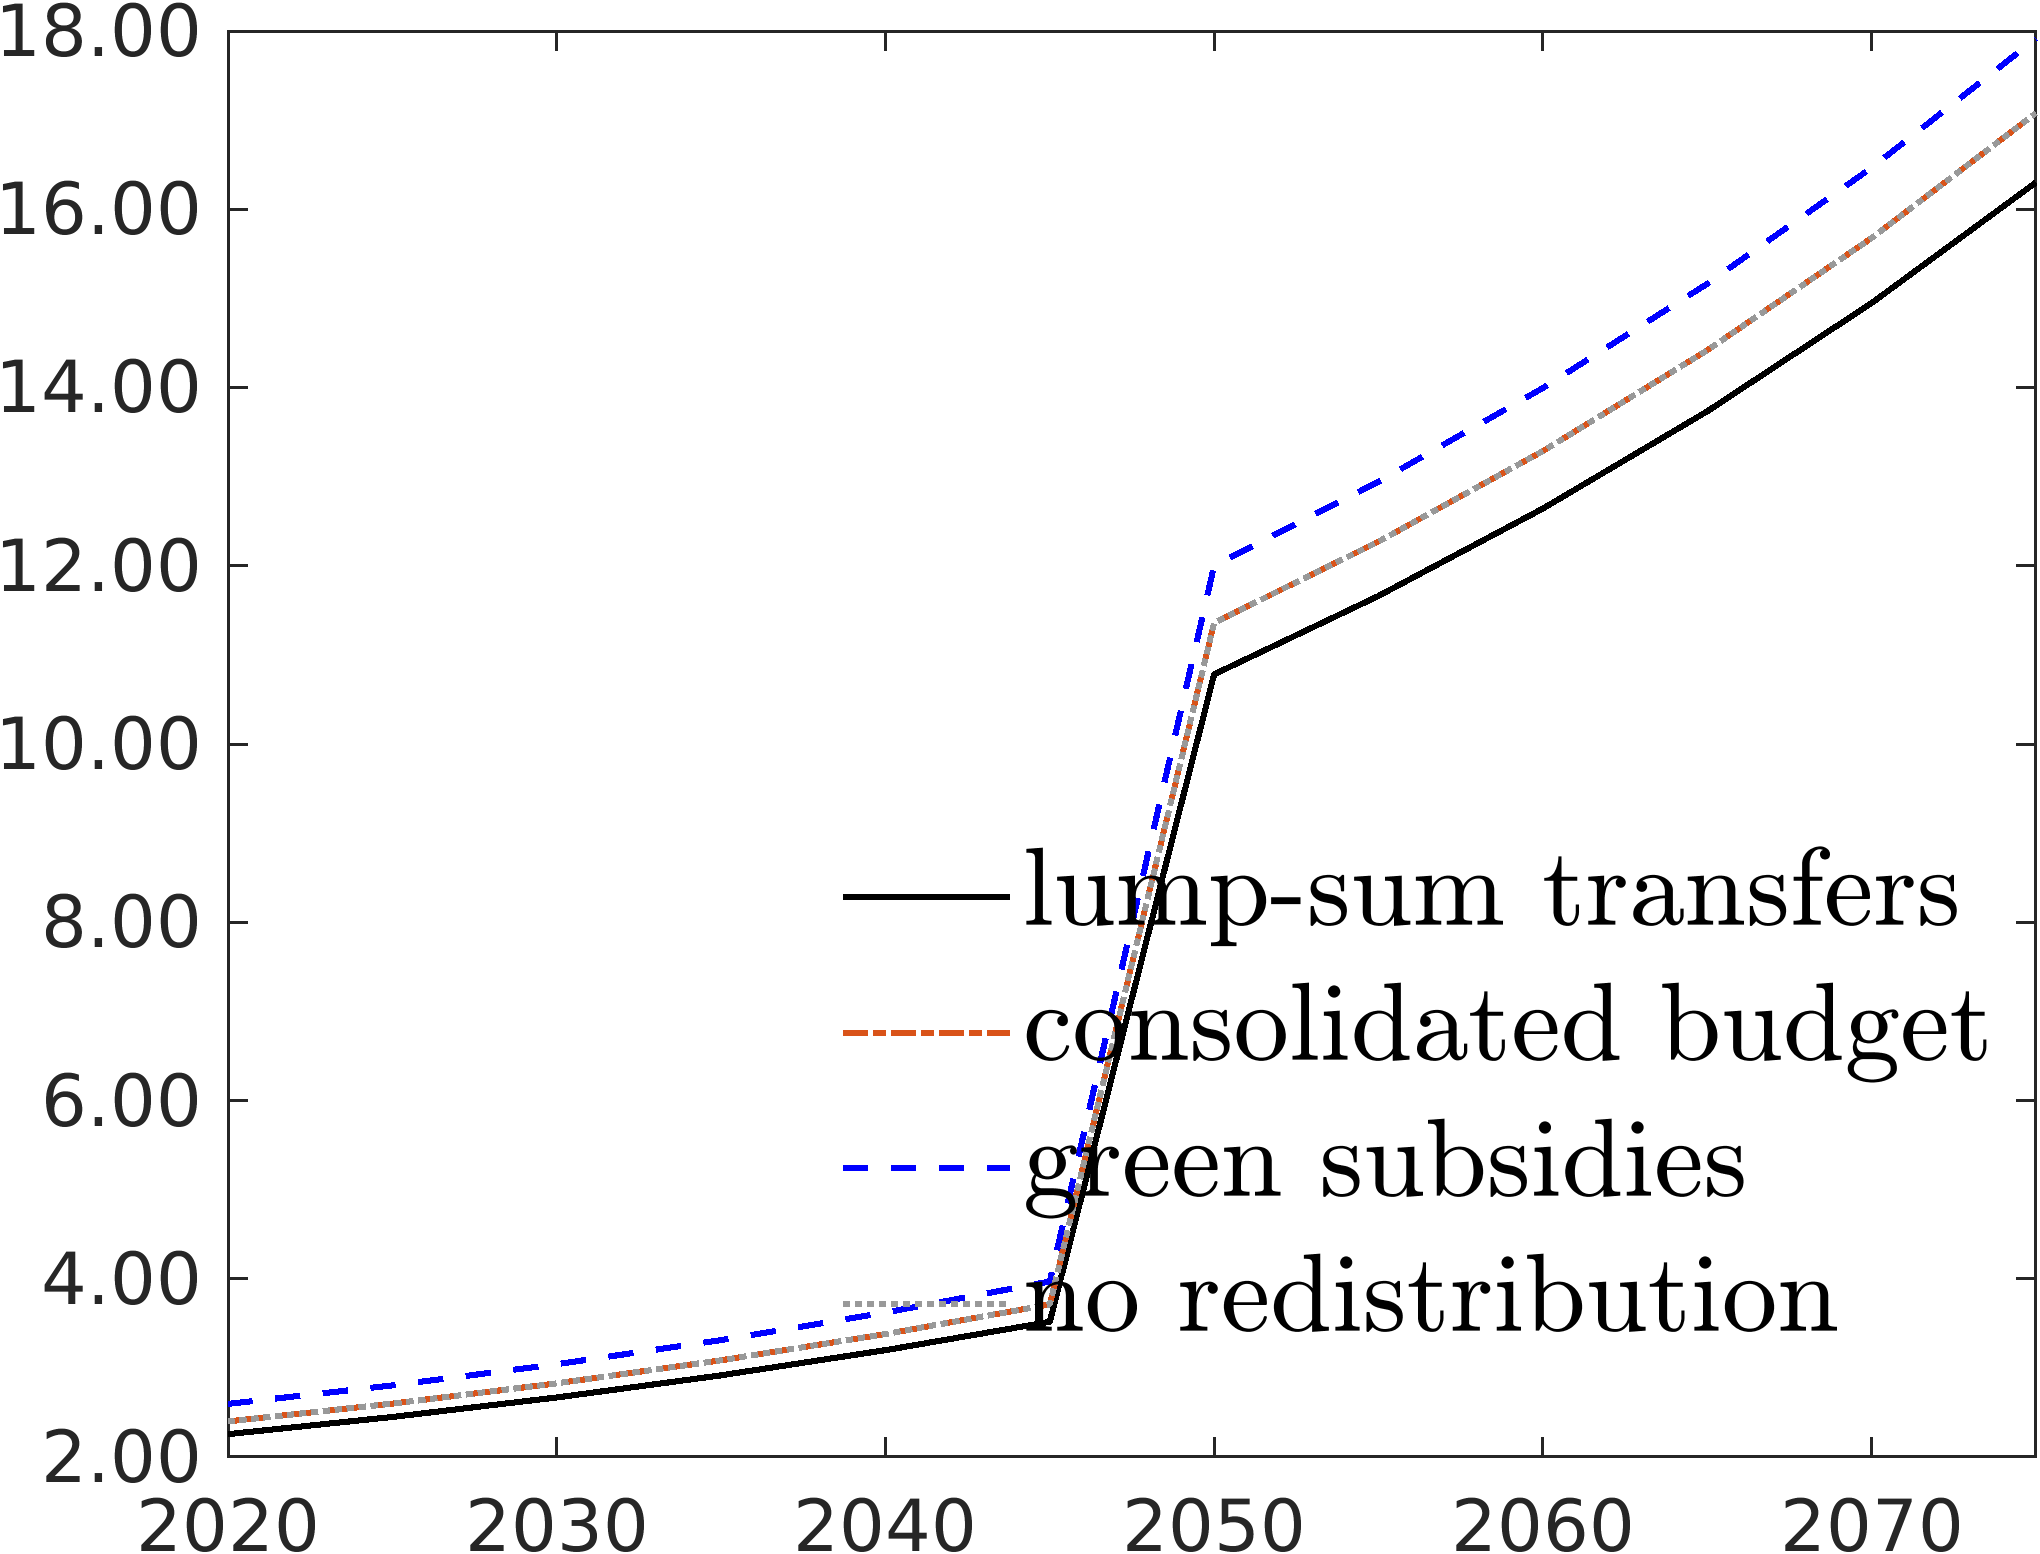 18.00
16.00
14.00
12.00
10.00
8.00
6.00
4.00
2.00
lump-sum transfers
consolidated budget
green subsidies
no redistribution
2020 2030 2040 2050 2060 2070